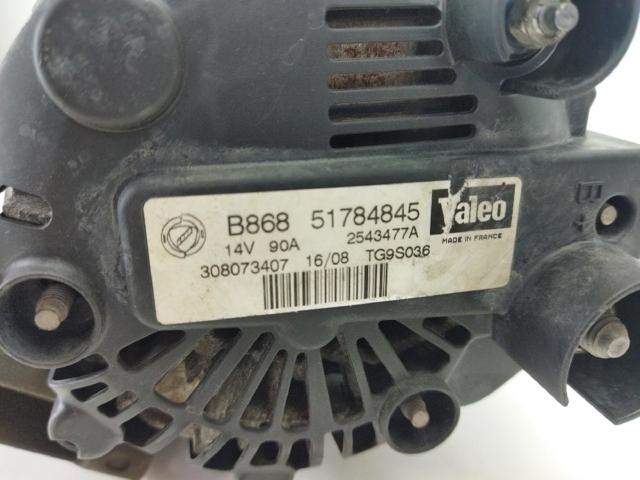 B868 51784845 Valeo
14V 90A 2543477A MADE IN FRANCE
308073407 16/08 TG9S036
B+